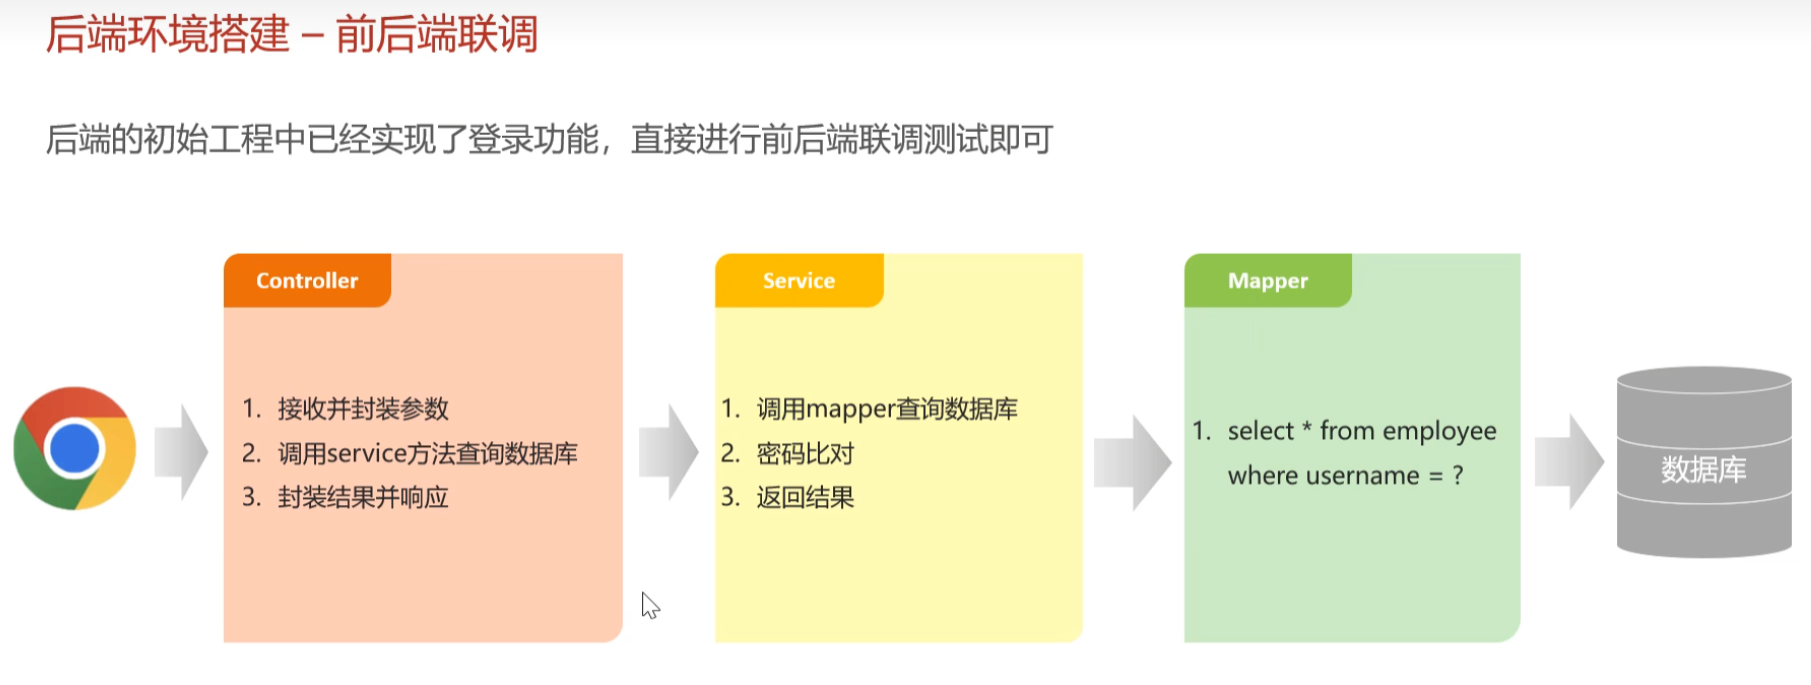 后端环境搭建 – 前后端联调
后端的初始工程中已经实现了登录功能，直接进行前后端联调测试即可
Controller
1. 接收并封装参数
2. 调用service方法查询数据库
3. 封装结果并响应
Service
1. 调用mapper查询数据库
2. 密码比对
3. 返回结果
Mapper
1. select * from employee
where username = ?
数据库